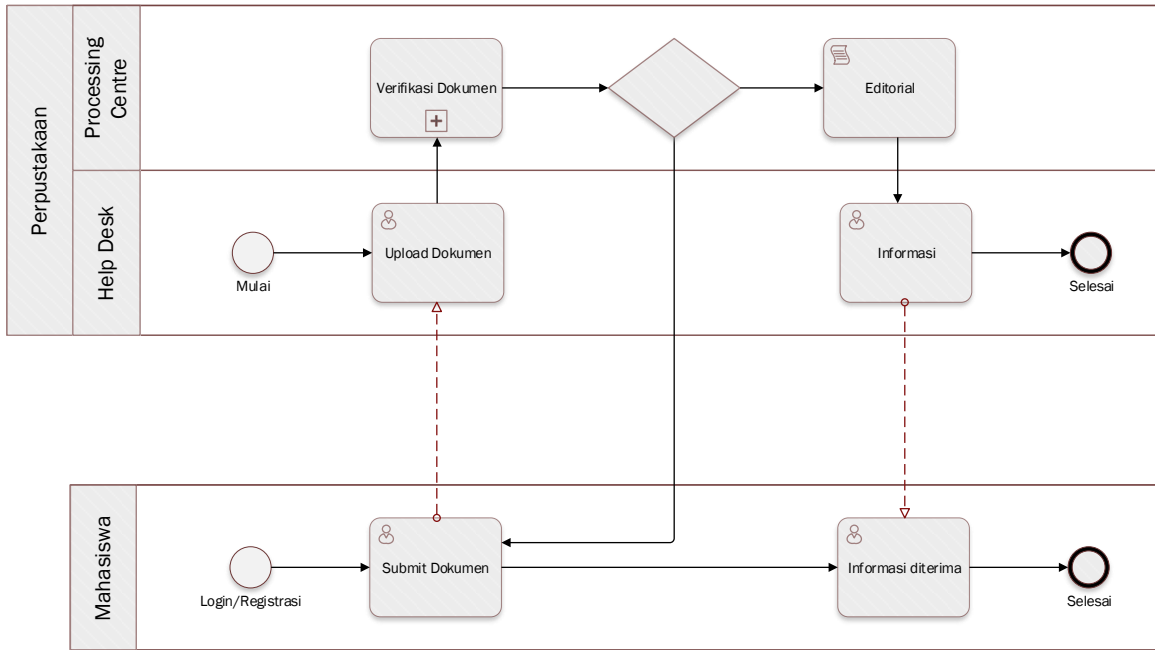 Perpustakaan
Processing
Centre
Verifikasi Dokumen
Editorial
Help Desk
Mulai
Upload Dokumen
Informasi
Selesai
Mahasiswa
Login/Registrasi
Submit Dokumen
Informasi diterima
Selesai